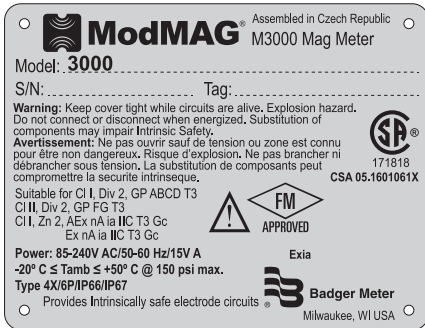 ModMAG®
Assembled in Czech Republic
M3000 Mag Meter
Model: 3000
S/N: Tag:
Warning: Keep cover tight while circuits are alive. Explosion hazard.
Do not connect or disconnect when energized. Substitution of
components may impair Intrinsic Safety.
Avertissement: Ne pas ouvrir sauf de tension ou zone est connu
pour être non dangereux. Risque d'explosion. Ne pas brancher ni
débrancher sous tension. La substitution de composants peut
compromettre la securite intrinseque.
SA®
171818
CSA 05.1601061X
Suitable for Cl I, Div 2, GP ABCD T3
Cl II, Div 2, GP FG T3
Cl I, Zn 2, AEx nA ia IIC T3 Gc
Ex nA ia IIC T3 Gc
FM
APPROVED
Power: 85-240V AC/50-60 Hz/15V A
-20º C ≤ Tamb ≤ +50º C @ 150 psi max.
Type 4X/6P/IP66/IP67
Provides Intrinsically safe electrode circuits
Exia
® Badger Meter
Milwaukee, WI USA